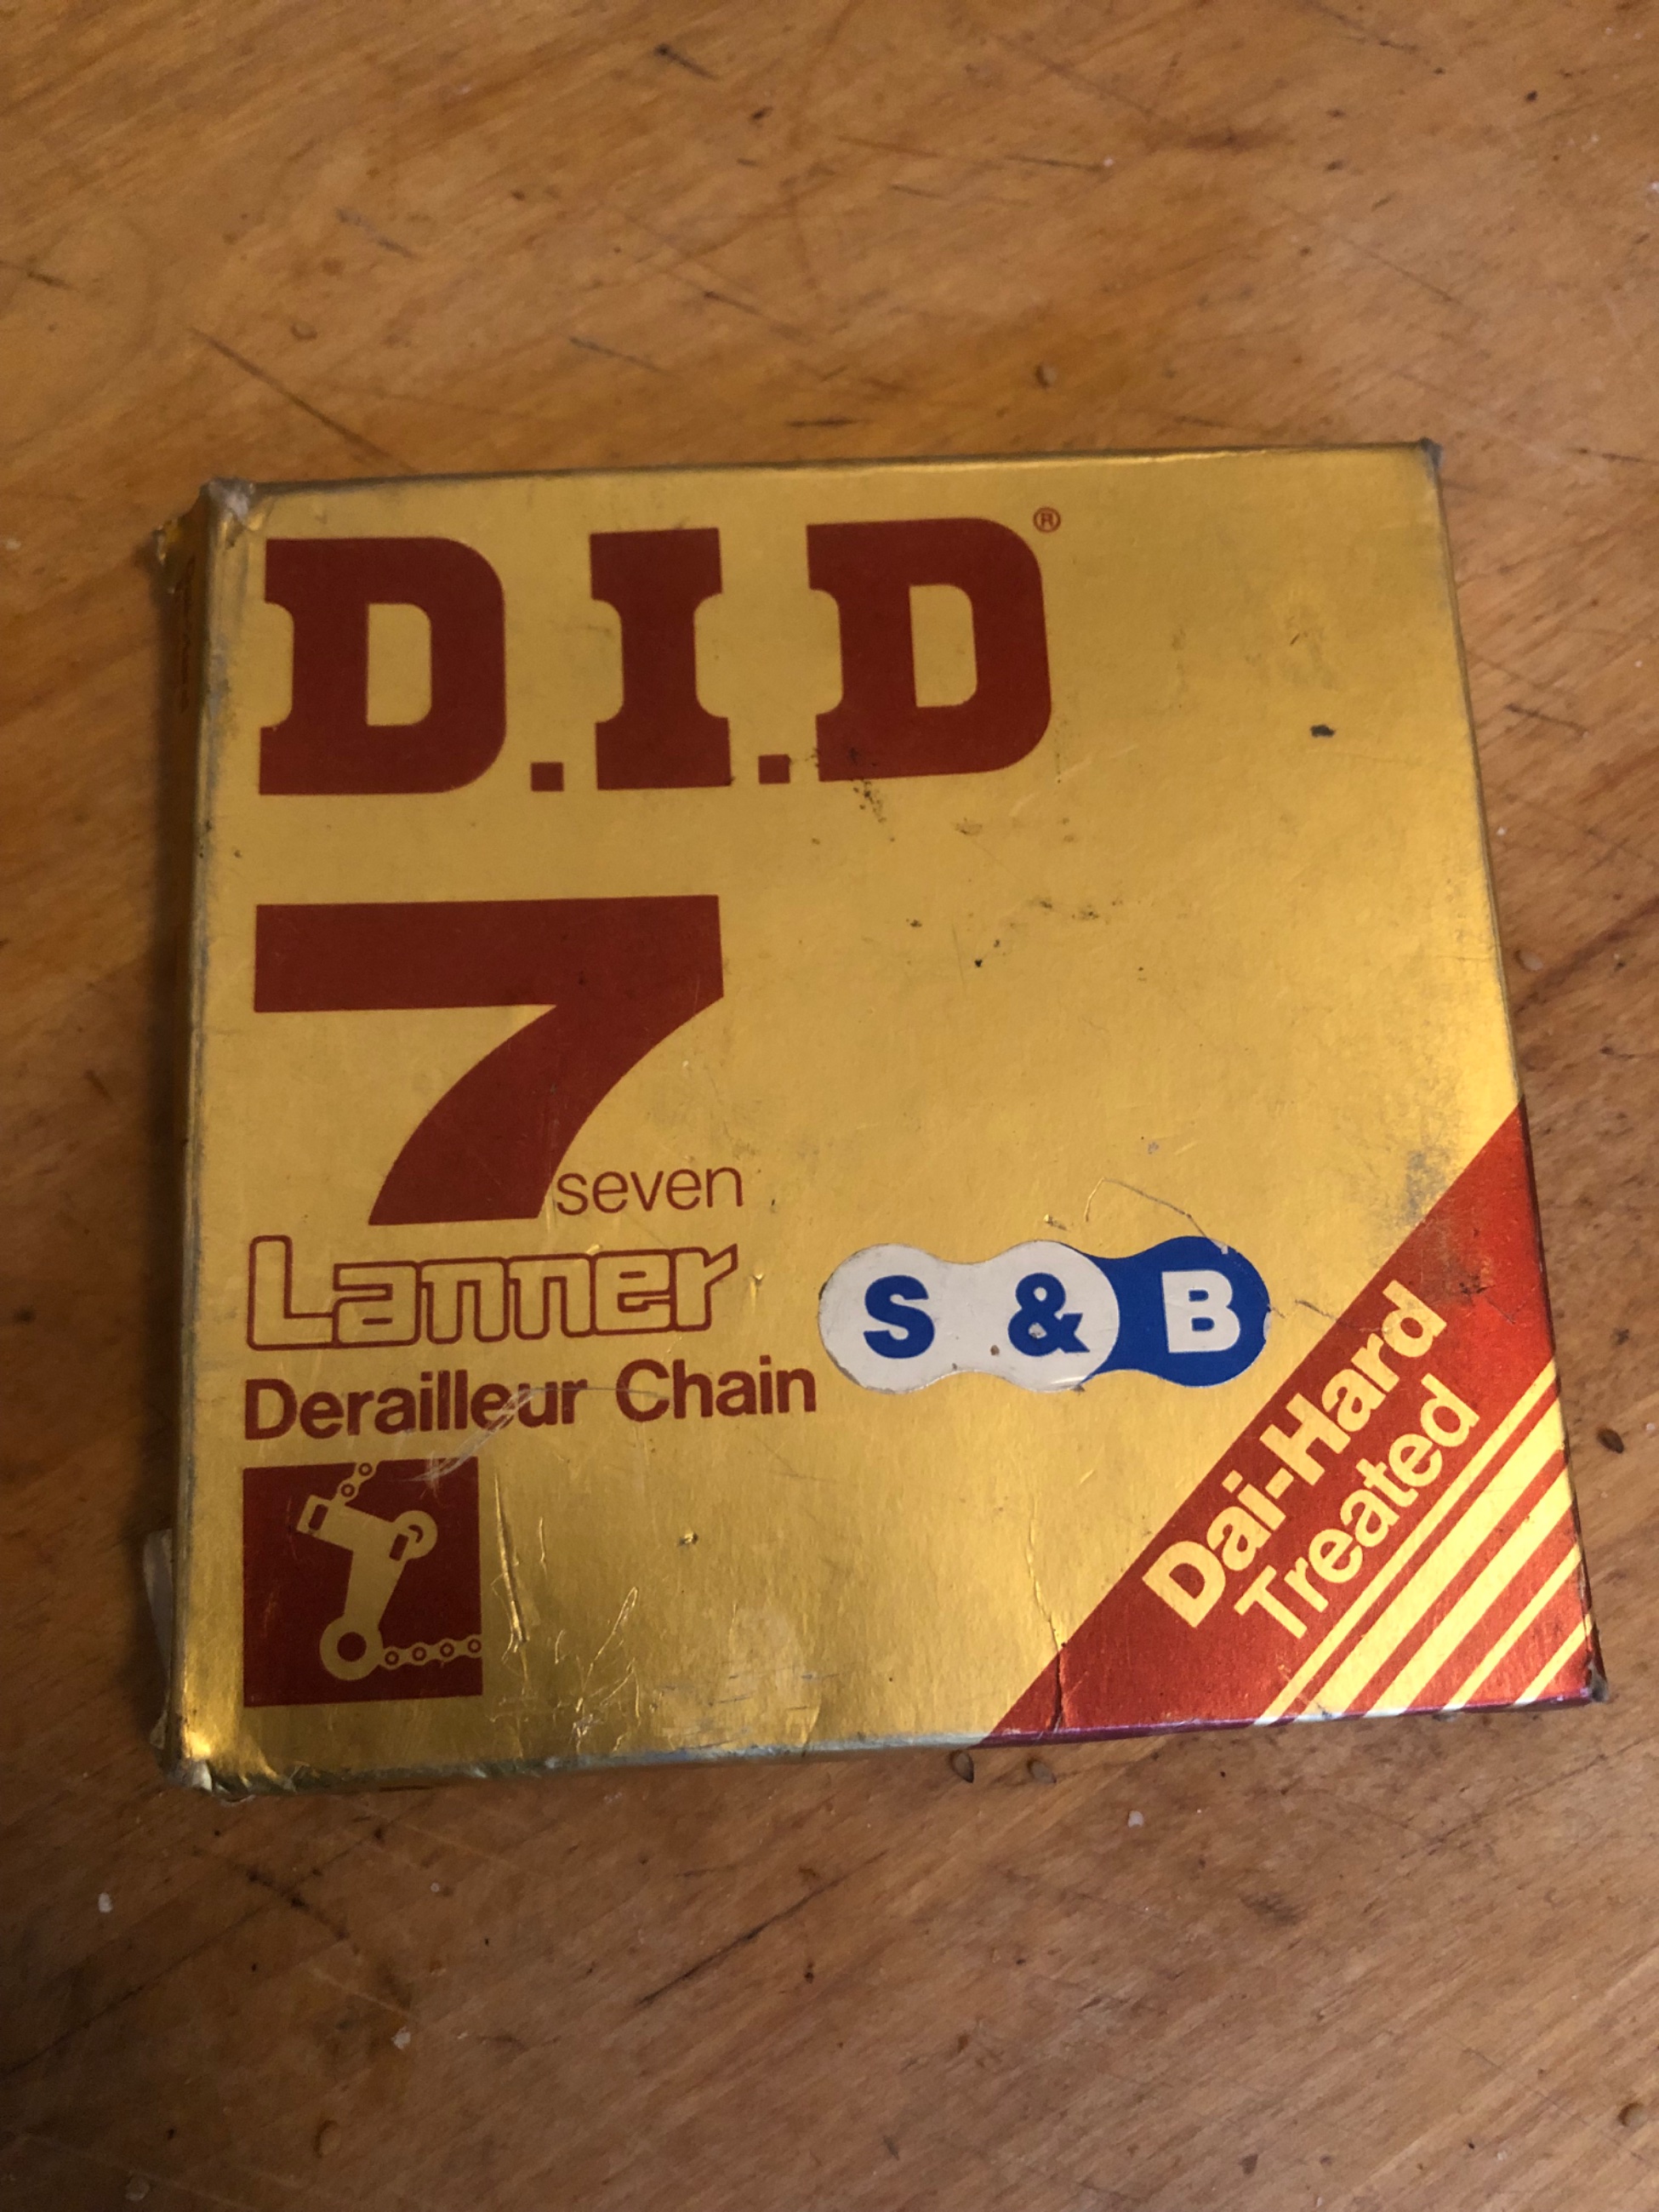 D.I.D®
7
seven
Lanner
Derailleur Chain
S & B
Dai-Hard
Treated